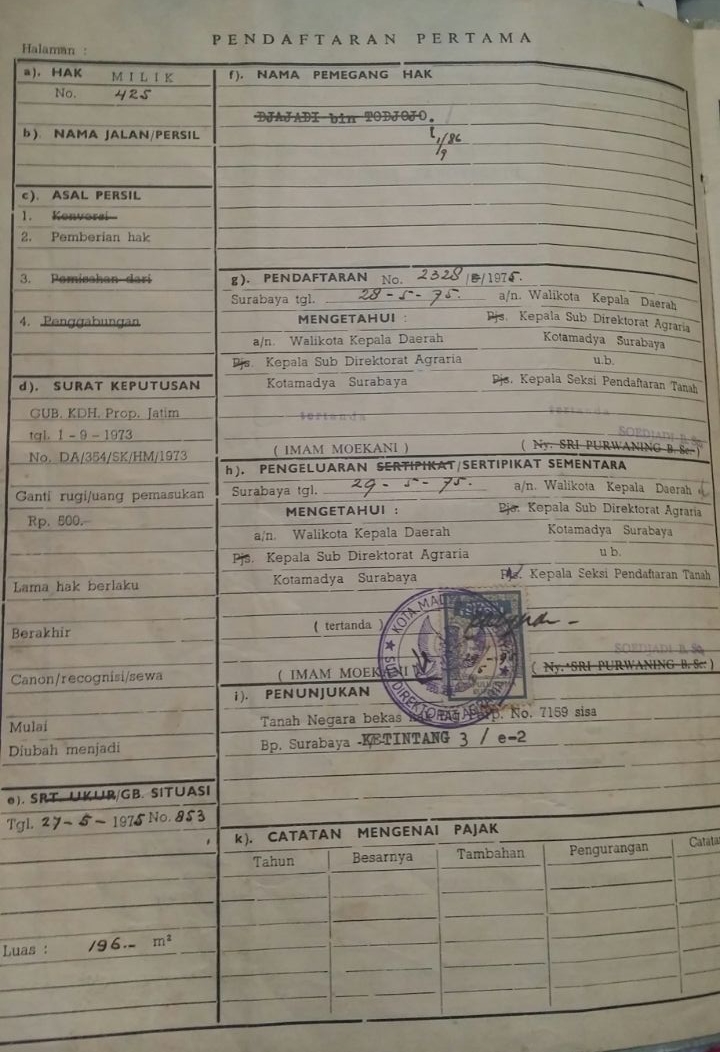 PENDAFTARAN PERTAMA
Halaman :
a). HAK MILIK
No. 425
b). NAMA JALAN/PERSIL
c). ASAL PERSIL
1. Konversi
2. Pemberian hak
3. Pemisahan dari
4. Penggabungan
d). SURAT KEPUTUSAN
GUB. KDH. Prop. Jatim
tgl. 1 - 9 - 1973
No. DA/354/SK/HM/1973
Ganti rugi/uang pemasukan
Rp. 500.-
Lama hak berlaku
Berakhir
Canon/recognisi/sewa
Mulai
Diubah menjadi
e). SRT. UKUR/GB. SITUASI
Tgl. 27-5-1975 No. 853
Luas : 196.- m²
f). NAMA PEMEGANG HAK
DJAJADI bin TODJOJO.
g). PENDAFTARAN No. 2328/1975.
Surabaya tgl. 28-5-75. a/n. Walikota Kepala Daerah
MENGETAHUI : Pjs. Kepala Sub Direktorat Agraria
a/n. Walikota Kepala Daerah Kotamadya Surabaya
Pjs. Kepala Sub Direktorat Agraria u.b.
Kotamadya Surabaya Pjs. Kepala Seksi Pendaftaran Tanah
tertanda tertanda
SOEDJADI B. Sc
( IMAM MOEKANI ) ( Ny. SRI PURWANING B. Sc. )
h). PENGELUARAN SERTIPIKAT/SERTIPIKAT SEMENTARA
Surabaya tgl. 29-5-75. a/n. Walikota Kepala Daerah
MENGETAHUI : Pjs. Kepala Sub Direktorat Agraria
a/n. Walikota Kepala Daerah Kotamadya Surabaya
Pjs. Kepala Sub Direktorat Agraria u b.
Kotamadya Surabaya Pjs. Kepala Seksi Pendaftaran Tanah
( tertanda )
SOEDJADI B. Sc
( IMAM MOEKANI ) ( Ny. SRI PURWANING B. Sc. )
KOTA
SUB DIREKTORAT AGRARIA
i). PENUNJUKAN
Tanah Negara bekas No. 7159 sisa
Bp. Surabaya - KETINTANG 3 / e-2
k). CATATAN MENGENAI PAJAK
Tahun Besarnya Tambahan Pengurangan